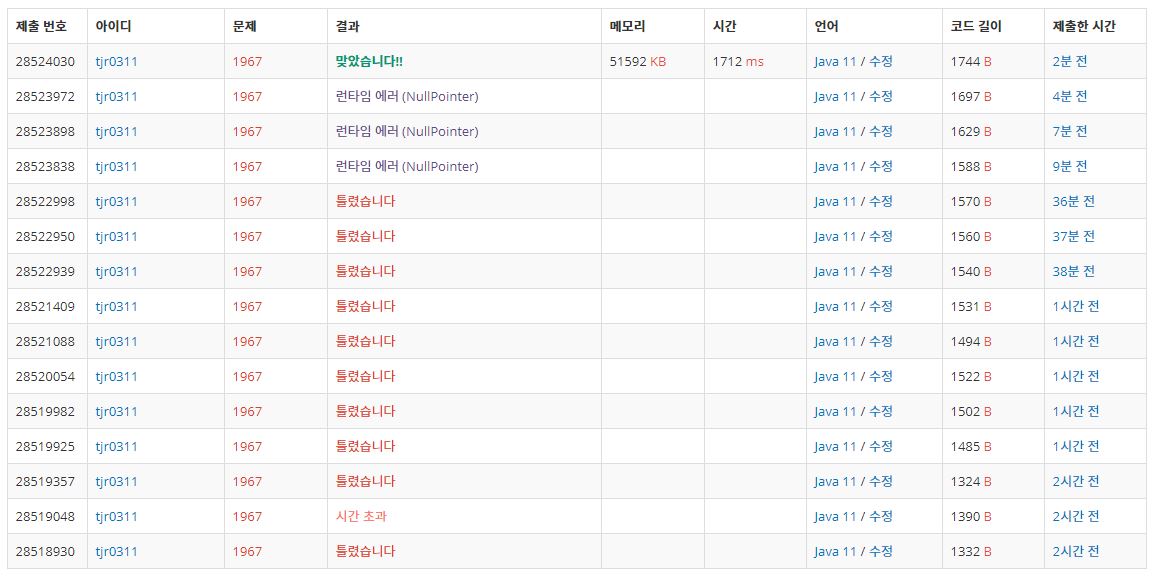 제출 번호 아이디 문제 결과 메모리 시간 언어 코드 길이 제출한 시간
28524030 tjr0311 1967 맞았습니다!! 51592 KB 1712 ms Java 11 / 수정 1744 B 2분 전
28523972 tjr0311 1967 런타임 에러 (NullPointer) Java 11 / 수정 1697 B 4분 전
28523898 tjr0311 1967 런타임 에러 (NullPointer) Java 11 / 수정 1629 B 7분 전
28523838 tjr0311 1967 런타임 에러 (NullPointer) Java 11 / 수정 1588 B 9분 전
28522998 tjr0311 1967 틀렸습니다 Java 11 / 수정 1570 B 36분 전
28522950 tjr0311 1967 틀렸습니다 Java 11 / 수정 1560 B 37분 전
28522939 tjr0311 1967 틀렸습니다 Java 11 / 수정 1540 B 38분 전
28521409 tjr0311 1967 틀렸습니다 Java 11 / 수정 1531 B 1시간 전
28521088 tjr0311 1967 틀렸습니다 Java 11 / 수정 1494 B 1시간 전
28520054 tjr0311 1967 틀렸습니다 Java 11 / 수정 1522 B 1시간 전
28519982 tjr0311 1967 틀렸습니다 Java 11 / 수정 1502 B 1시간 전
28519925 tjr0311 1967 틀렸습니다 Java 11 / 수정 1485 B 1시간 전
28519357 tjr0311 1967 틀렸습니다 Java 11 / 수정 1324 B 2시간 전
28519048 tjr0311 1967 시간 초과 Java 11 / 수정 1390 B 2시간 전
28518930 tjr0311 1967 틀렸습니다 Java 11 / 수정 1332 B 2시간 전